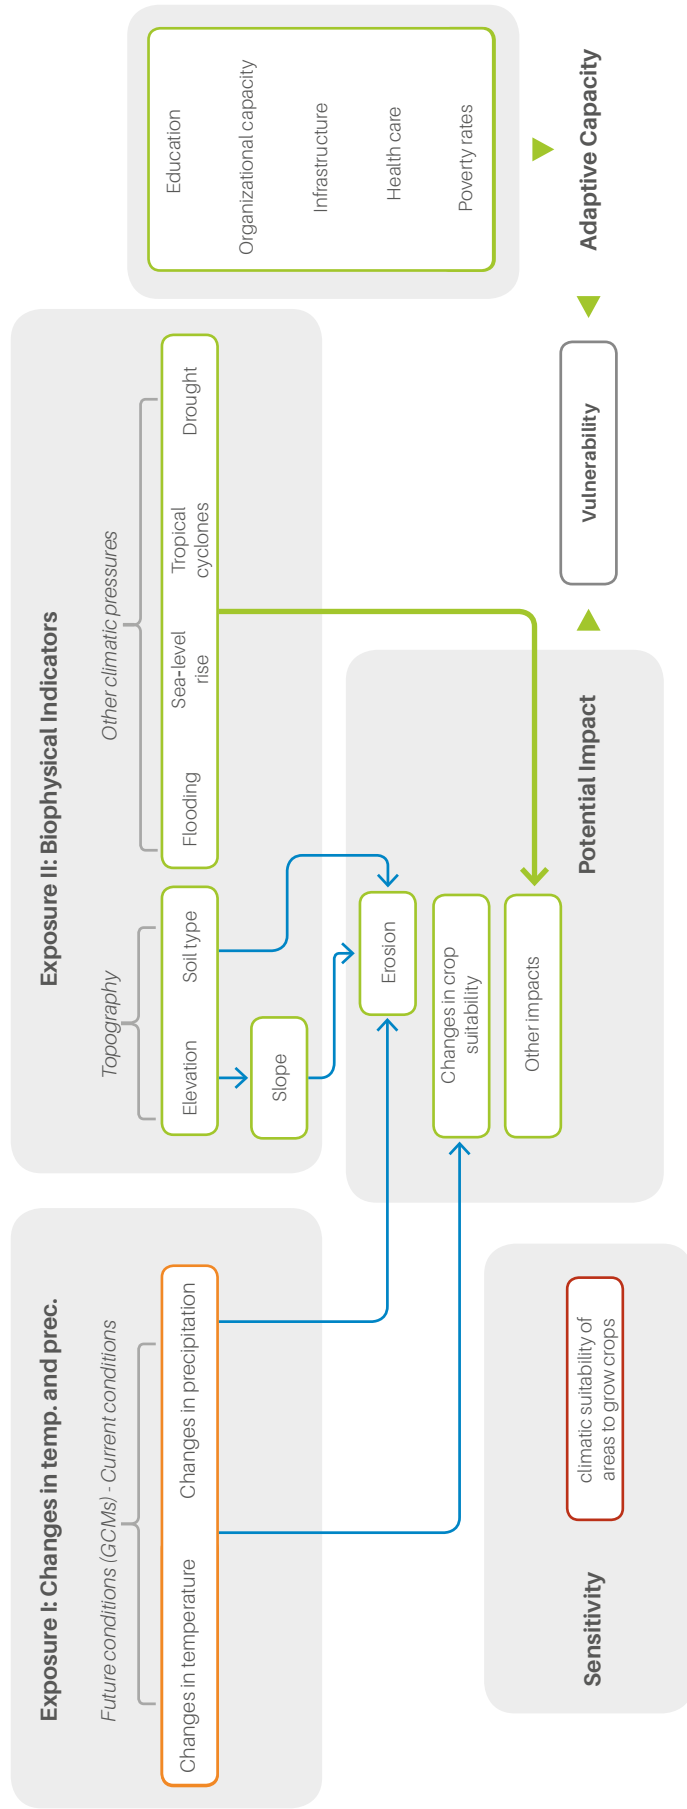 Exposure I: Changes in temp. and prec.
Future conditions (GCMs) - Current conditions
Changes in temperature
Changes in precipitation
Exposure II: Biophysical Indicators
Topography
Elevation
Soil type
Slope
Other climatic pressures
Flooding
Sea-level
rise
Tropical
cyclones
Drought
Education
Organizational capacity
Infrastructure
Health care
Poverty rates
Adaptive Capacity
Erosion
Changes in crop
suitability
Other impacts
Potential Impact
Vulnerability
Sensitivity
climatic suitability of
areas to grow crops